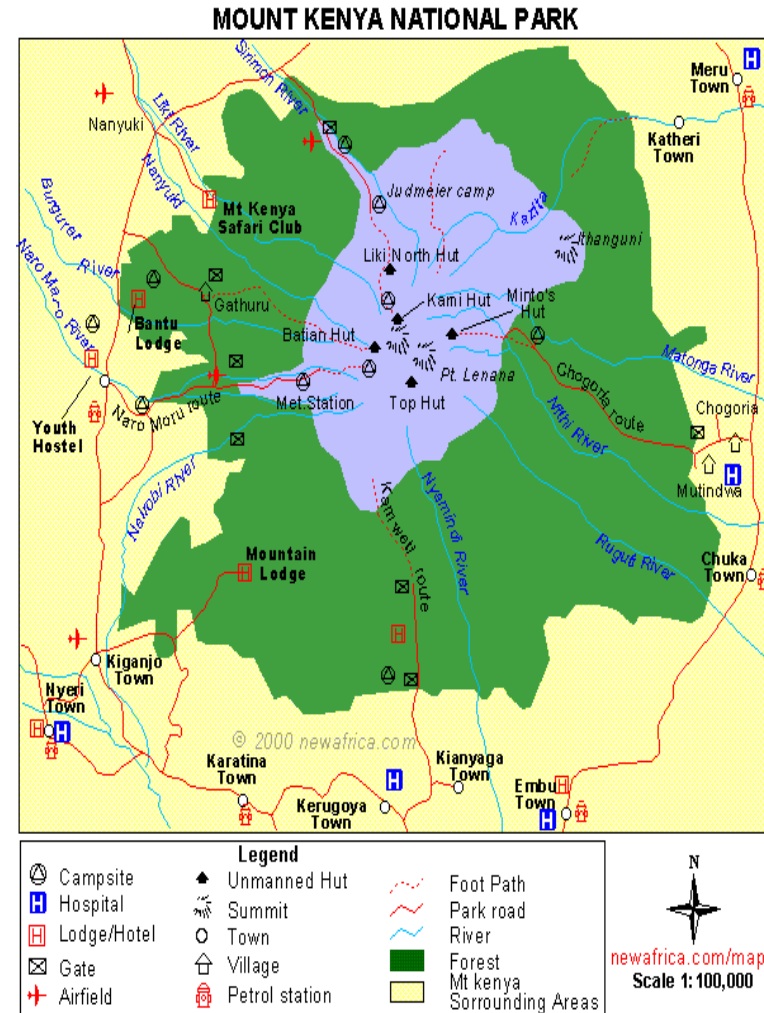 MOUNT KENYA NATIONAL PARK
Meru
Town
Sirimon River
Liki River
Nanyuki
Katheri
Town
Nanyuki
Judmeier camp
Kazita
Mt Kenya
Safari Club
Ithanguni
Burgurer
River
Liki North Hut
Naro Maro River
Gathuru
Kami Hut
Minto's
Hut
Bantu
Lodge
Batian Hut
Matonga River
Pt. Lenana
Chogoria route
Met.Station
Top Hut
Naro Moru route
Chogoria
Youth
Hostel
Nithi River
Mutindwa
Nairobi River
Kamweti route
Nyamindi River
Ruguti River
Mountain
Lodge
Chuka
Town
Kiganjo
Town
Nyeri
Town
© 2000 newafrica.com
Karatina
Town
Kianyaga
Town
Kerugoya
Town
Embu
Town
H
H
H
H
H
H
H
H
H
H
H
H
Legend
Campsite
Unmanned Hut
Foot Path
H Hospital
Summit
Park road
H Lodge/Hotel
Town
River
Gate
Village
Forest
Airfield
Petrol station
Mt kenya
Sorrounding Areas
N
newafrica.com/map
Scale 1:100,000